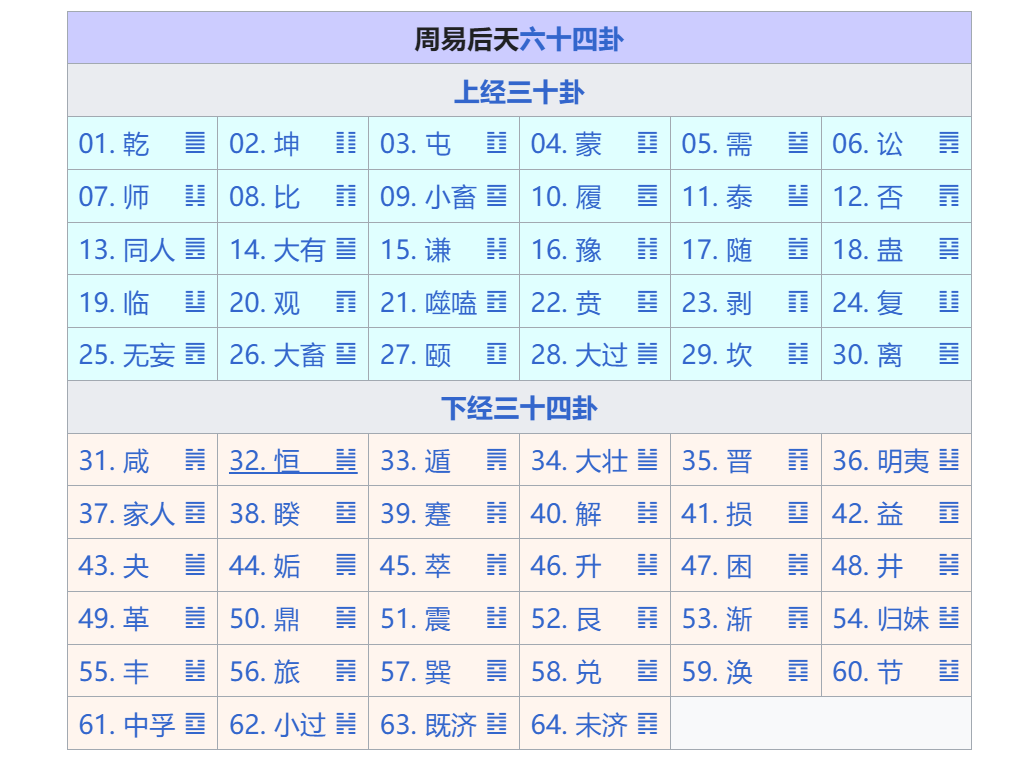 周易后天六十四卦
上经三十卦
01. 乾 ䷀ 02. 坤 ䷁ 03. 屯 ䷂ 04. 蒙 ䷃ 05. 需 ䷄ 06. 讼 ䷅
07. 师 ䷆ 08. 比 ䷇ 09. 小畜 ䷈ 10. 履 ䷉ 11. 泰 ䷊ 12. 否 ䷋
13. 同人 ䷌ 14. 大有 ䷍ 15. 谦 ䷎ 16. 豫 ䷏ 17. 随 ䷐ 18. 蛊 ䷑
19. 临 ䷒ 20. 观 ䷓ 21. 噬嗑 ䷔ 22. 贲 ䷕ 23. 剥 ䷖ 24. 复 ䷗
25. 无妄 ䷘ 26. 大畜 ䷙ 27. 颐 ䷚ 28. 大过 ䷛ 29. 坎 ䷜ 30. 离 ䷝
下经三十四卦
31. 咸 ䷞ 32. 恒 ䷟ 33. 遁 ䷠ 34. 大壮 ䷡ 35. 晋 ䷢ 36. 明夷 ䷣
37. 家人 ䷤ 38. 睽 ䷥ 39. 蹇 ䷦ 40. 解 ䷧ 41. 损 ䷨ 42. 益 ䷩
43. 夬 ䷪ 44. 姤 ䷫ 45. 萃 ䷬ 46. 升 ䷭ 47. 困 ䷮ 48. 井 ䷯
49. 革 ䷰ 50. 鼎 ䷱ 51. 震 ䷲ 52. 艮 ䷳ 53. 渐 ䷴ 54. 归妹 ䷵
55. 丰 ䷶ 56. 旅 ䷷ 57. 巽 ䷸ 58. 兑 ䷹ 59. 涣 ䷺ 60. 节 ䷻
61. 中孚 ䷼ 62. 小过 ䷽ 63. 既济 ䷾ 64. 未济 ䷿